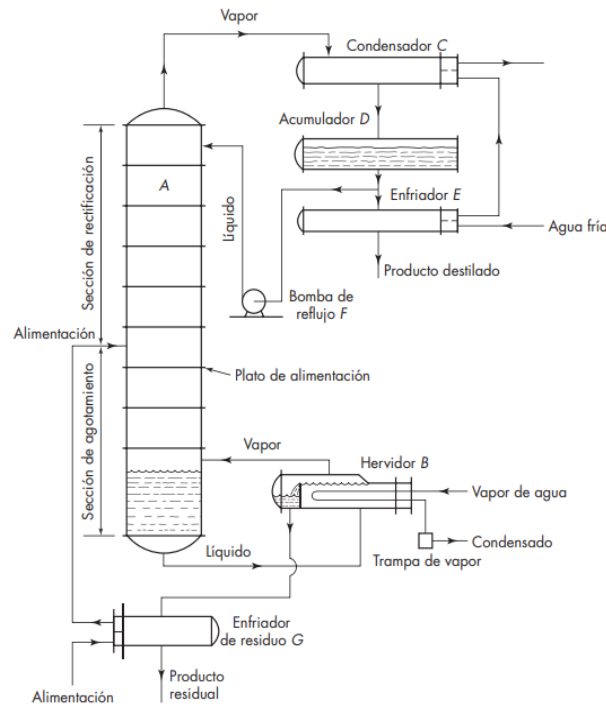 Vapor
Condensador C
Acumulador D
A
Sección de rectificación
Líquido
Enfriador E
Agua fría
Producto destilado
Bomba de
reflujo F
Alimentación
Plato de alimentación
Sección de agotamiento
Vapor
Hervidor B
Vapor de agua
Condensado
Trampa de vapor
Líquido
Enfriador
de residuo G
Producto
residual
Alimentación